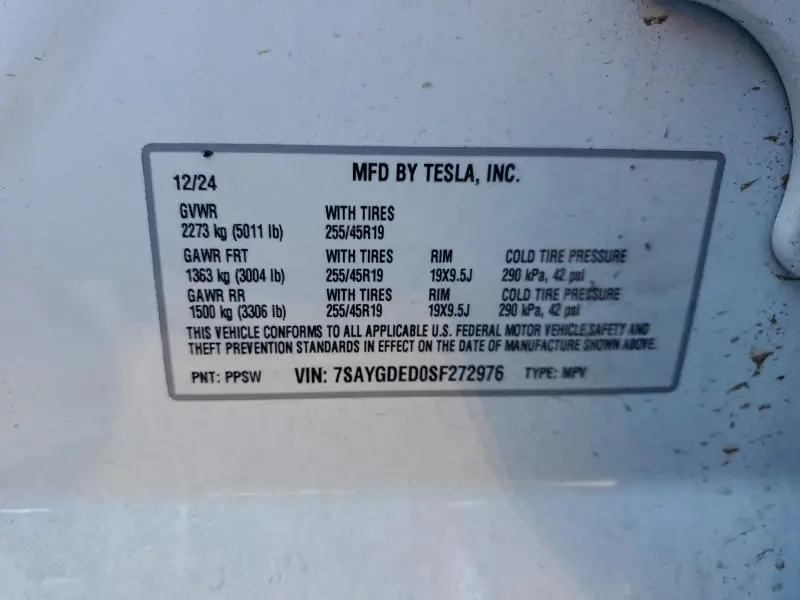 12/24 MFD BY TESLA, INC.
GVWR WITH TIRES
2273 kg (5011 lb) 255/45R19
GAWR FRT WITH TIRES RIM COLD TIRE PRESSURE
1363 kg (3004 lb) 255/45R19 19X9.5J 290 kPa, 42 psi
GAWR RR WITH TIRES RIM COLD TIRE PRESSURE
1500 kg (3306 lb) 255/45R19 19X9.5J 290 kPa, 42 psi
THIS VEHICLE CONFORMS TO ALL APPLICABLE U.S. FEDERAL MOTOR VEHICLE SAFETY AND
THEFT PREVENTION STANDARDS IN EFFECT ON THE DATE OF MANUFACTURE SHOWN ABOVE.
PNT: PPSW VIN: 7SAYGDED0SF272976 TYPE: MPV